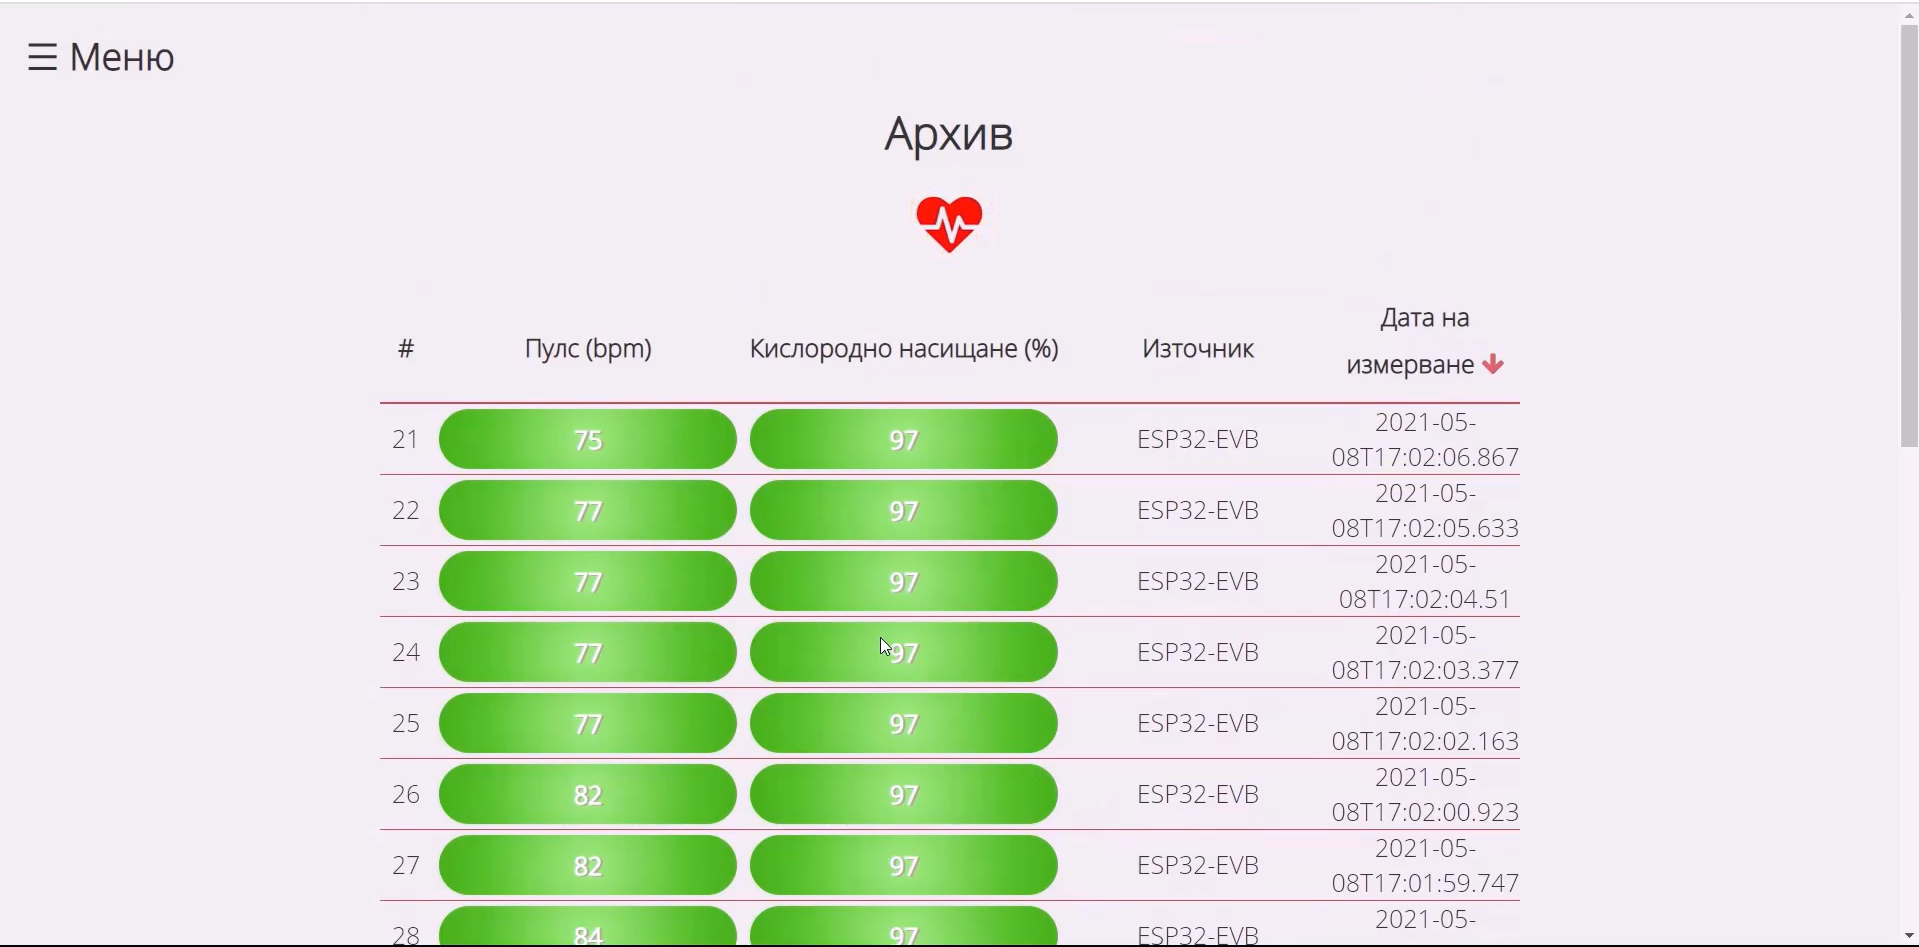 ☰ Меню
Архив
# Пулс (bpm) Кислородно насищане (%) Източник Дата на измерване
21 75 97 ESP32-EVB 2021-05-
08T17:02:06.867
22 77 97 ESP32-EVB 2021-05-
08T17:02:05.633
23 77 97 ESP32-EVB 2021-05-
08T17:02:04.51
24 77 97 ESP32-EVB 2021-05-
08T17:02:03.377
25 77 97 ESP32-EVB 2021-05-
08T17:02:02.163
26 82 97 ESP32-EVB 2021-05-
08T17:02:00.923
27 82 97 ESP32-EVB 2021-05-
08T17:01:59.747
28 84 97 ESP32-EVB 2021-05-